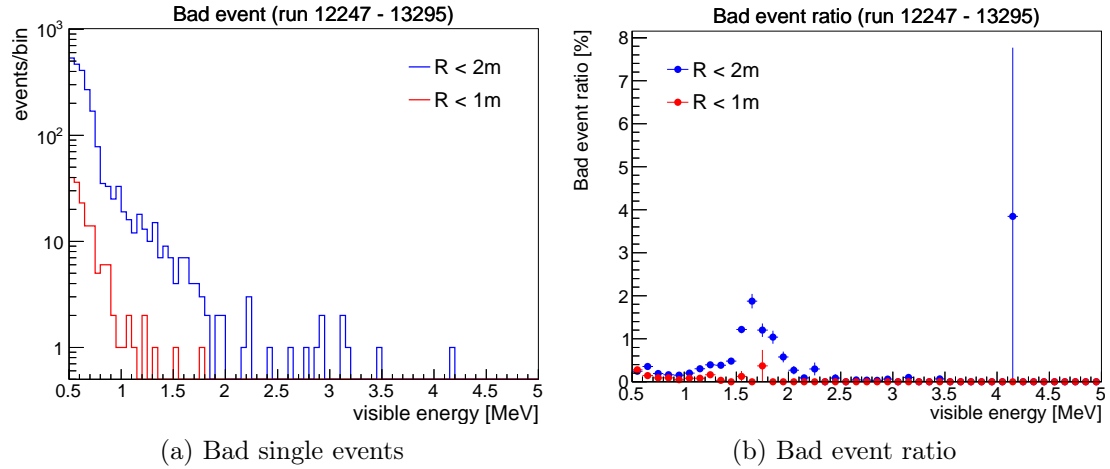 Bad event (run 12247 - 13295)
events/bin
10³
10²
10
1
R < 2m
R < 1m
0.5 1 1.5 2 2.5 3 3.5 4 4.5 5
visible energy [MeV]
(a) Bad single events
Bad event ratio (run 12247 - 13295)
Bad event ratio [%]
8
7
6
5
4
3
2
1
0
R < 2m
R < 1m
0.5 1 1.5 2 2.5 3 3.5 4 4.5 5
visible energy [MeV]
(b) Bad event ratio